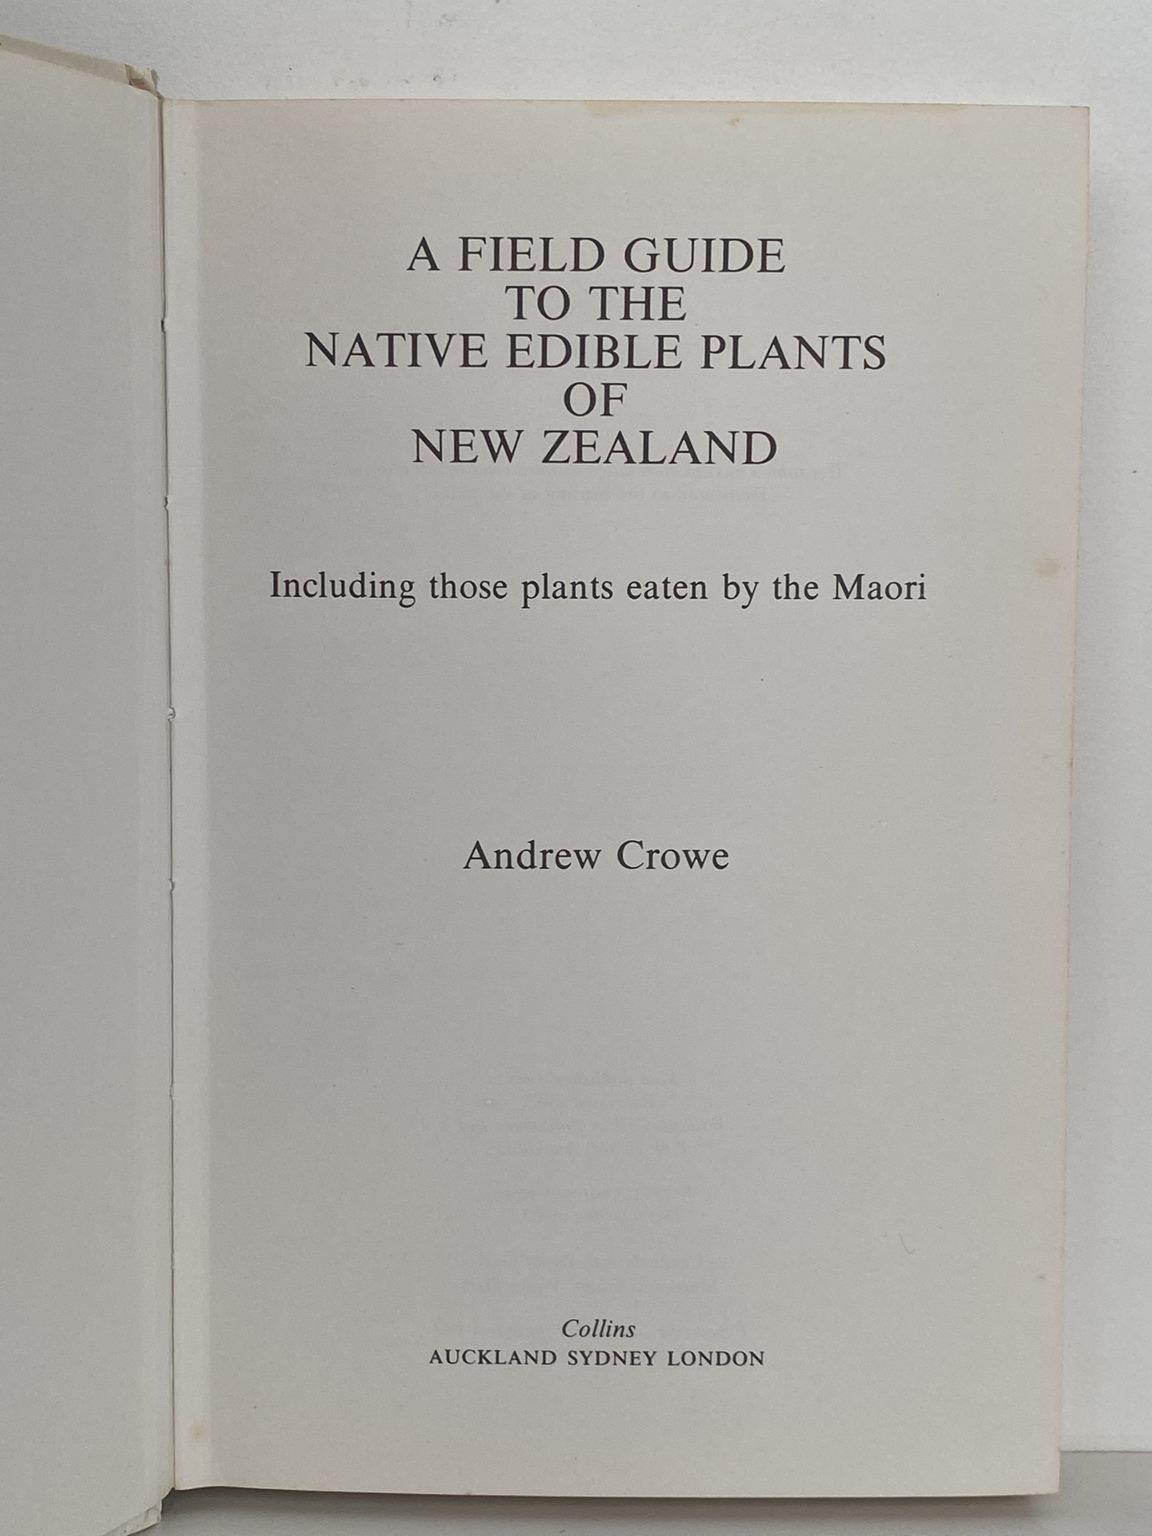 A FIELD GUIDE
TO THE
NATIVE EDIBLE PLANTS
OF
NEW ZEALAND
Including those plants eaten by the Maori
Andrew Crowe
Collins
AUCKLAND SYDNEY LONDON